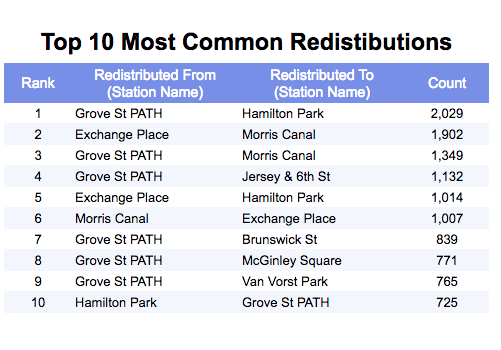 Top 10 Most Common Redistibutions
Rank Redistributed From (Station Name) Redistributed To (Station Name) Count
1 Grove St PATH Hamilton Park 2,029
2 Exchange Place Morris Canal 1,902
3 Grove St PATH Morris Canal 1,349
4 Grove St PATH Jersey & 6th St 1,132
5 Exchange Place Hamilton Park 1,014
6 Morris Canal Exchange Place 1,007
7 Grove St PATH Brunswick St 839
8 Grove St PATH McGinley Square 771
9 Grove St PATH Van Vorst Park 765
10 Hamilton Park Grove St PATH 725